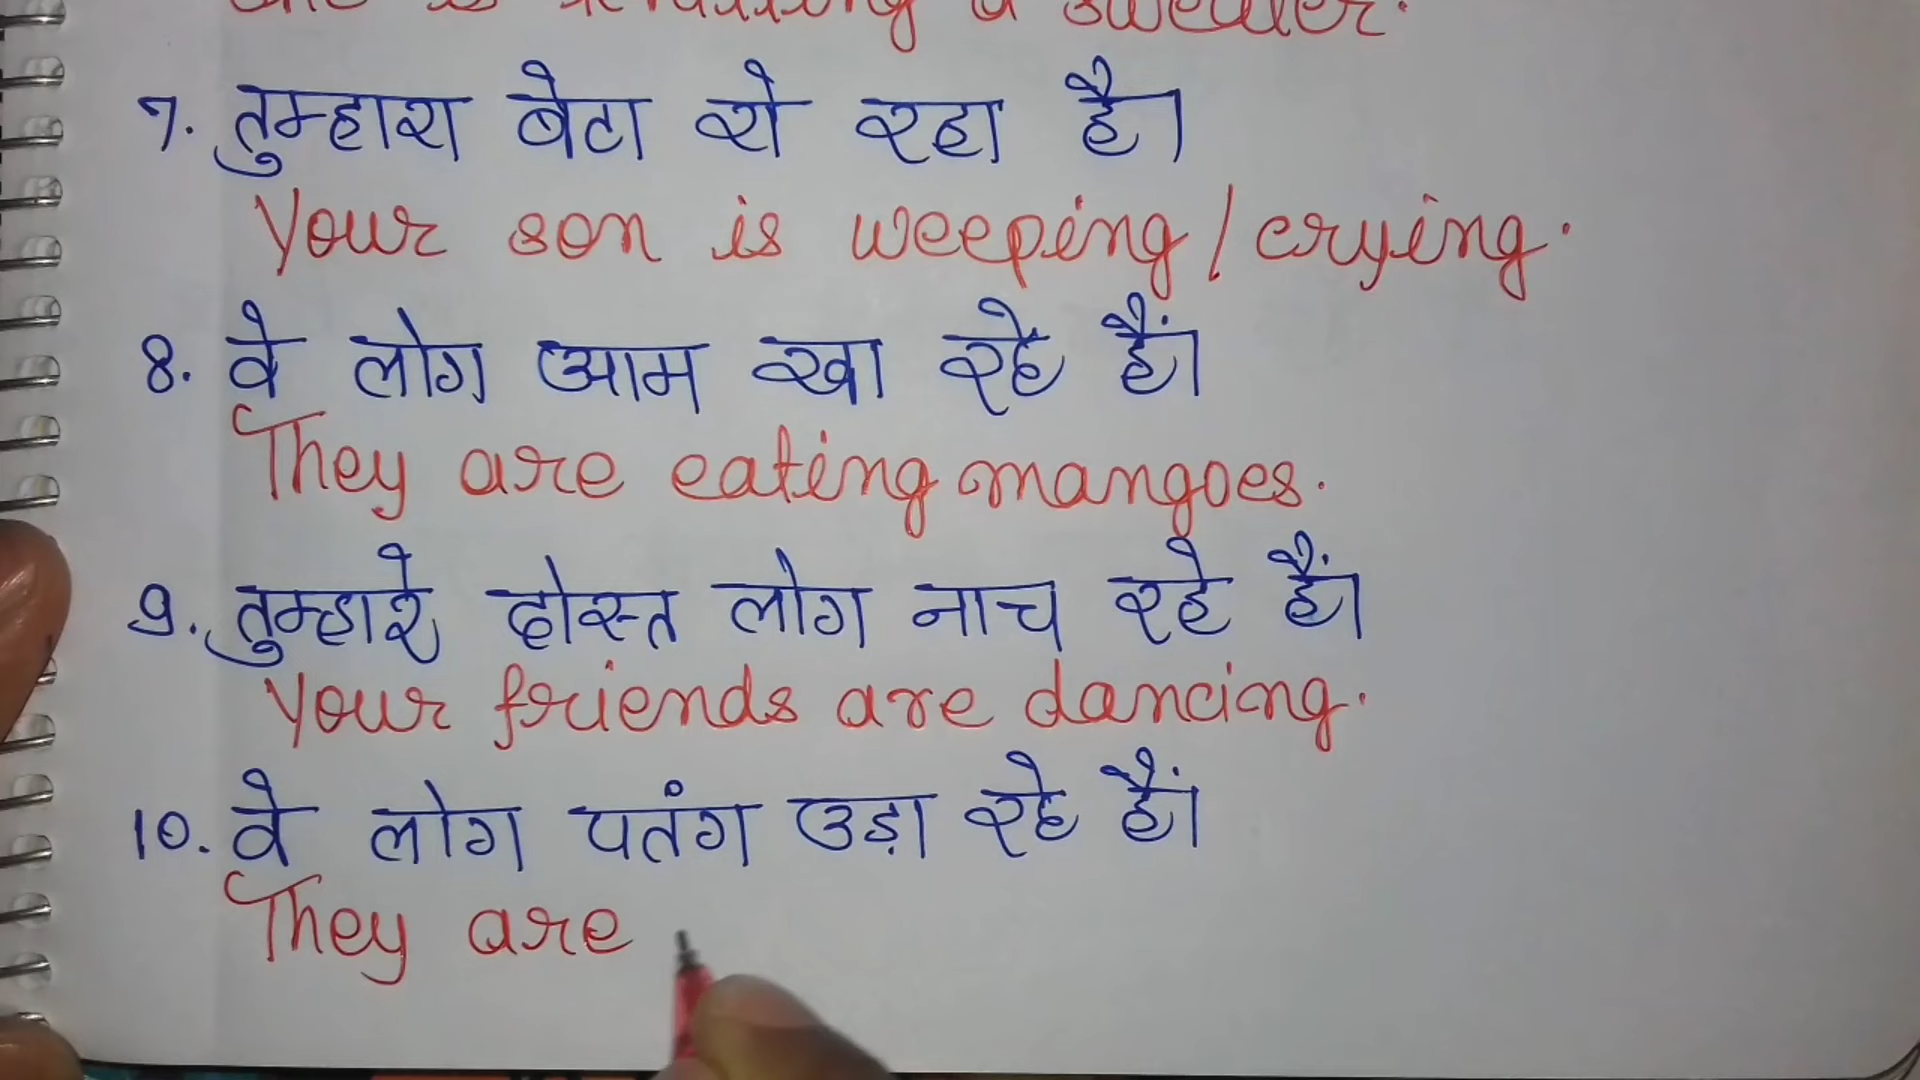 a sweater.
7. तुम्हारा बेटा रो रहा है।
Your son is weeping/crying.
8. वे लोग आम खा रहे हैं।
They are eating mangoes.
9. तुम्हारे दोस्त लोग नाच रहे हैं।
Your friends are dancing.
10. वे लोग पतंग उड़ा रहे हैं।
They are